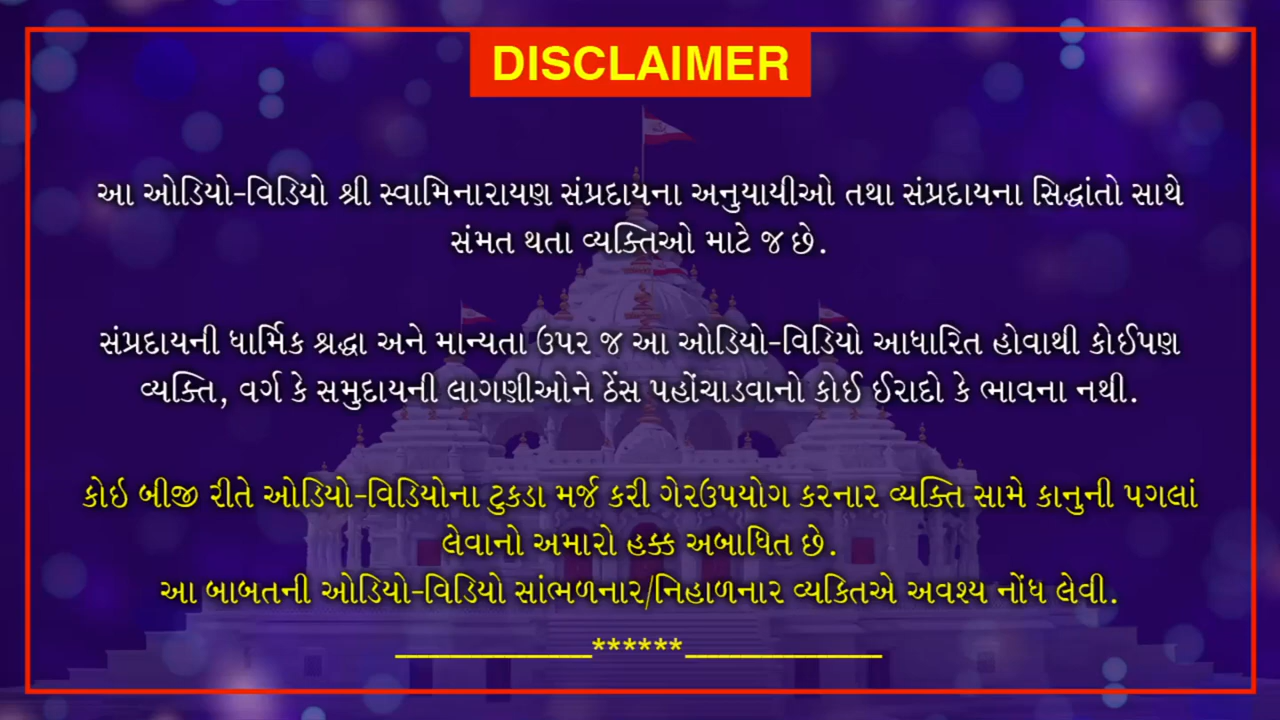 DISCLAIMER
આ ઓડિયો-વિડિયો શ્રી સ્વામિનારાયણ સંપ્રદાયના અનુયાયીઓ તથા સંપ્રદાયના સિદ્ધાંતો સાથે
સંમત થતા વ્યક્તિઓ માટે જ છે.
સંપ્રદાયની ધાર્મિક શ્રદ્ધા અને માન્યતા ઉપર જ આ ઓડિયો-વિડિયો આધારિત હોવાથી કોઈપણ
વ્યક્તિ, વર્ગ કે સમુદાયની લાગણીઓને ઠેંસ પહોંચાડવાનો કોઈ ઈરાદો કે ભાવના નથી.
કોઇ બીજી રીતે ઓડિયો-વિડિયોના ટુકડા મર્જ કરી ગેરઉપયોગ કરનાર વ્યક્તિ સામે કાનુની પગલાં
લેવાનો અમારો હક્ક અબાધિત છે.
આ બાબતની ઓડિયો-વિડિયો સાંભળનાર/નિહાળનાર વ્યકિતએ અવશ્ય નોંધ લેવી.
______________******______________